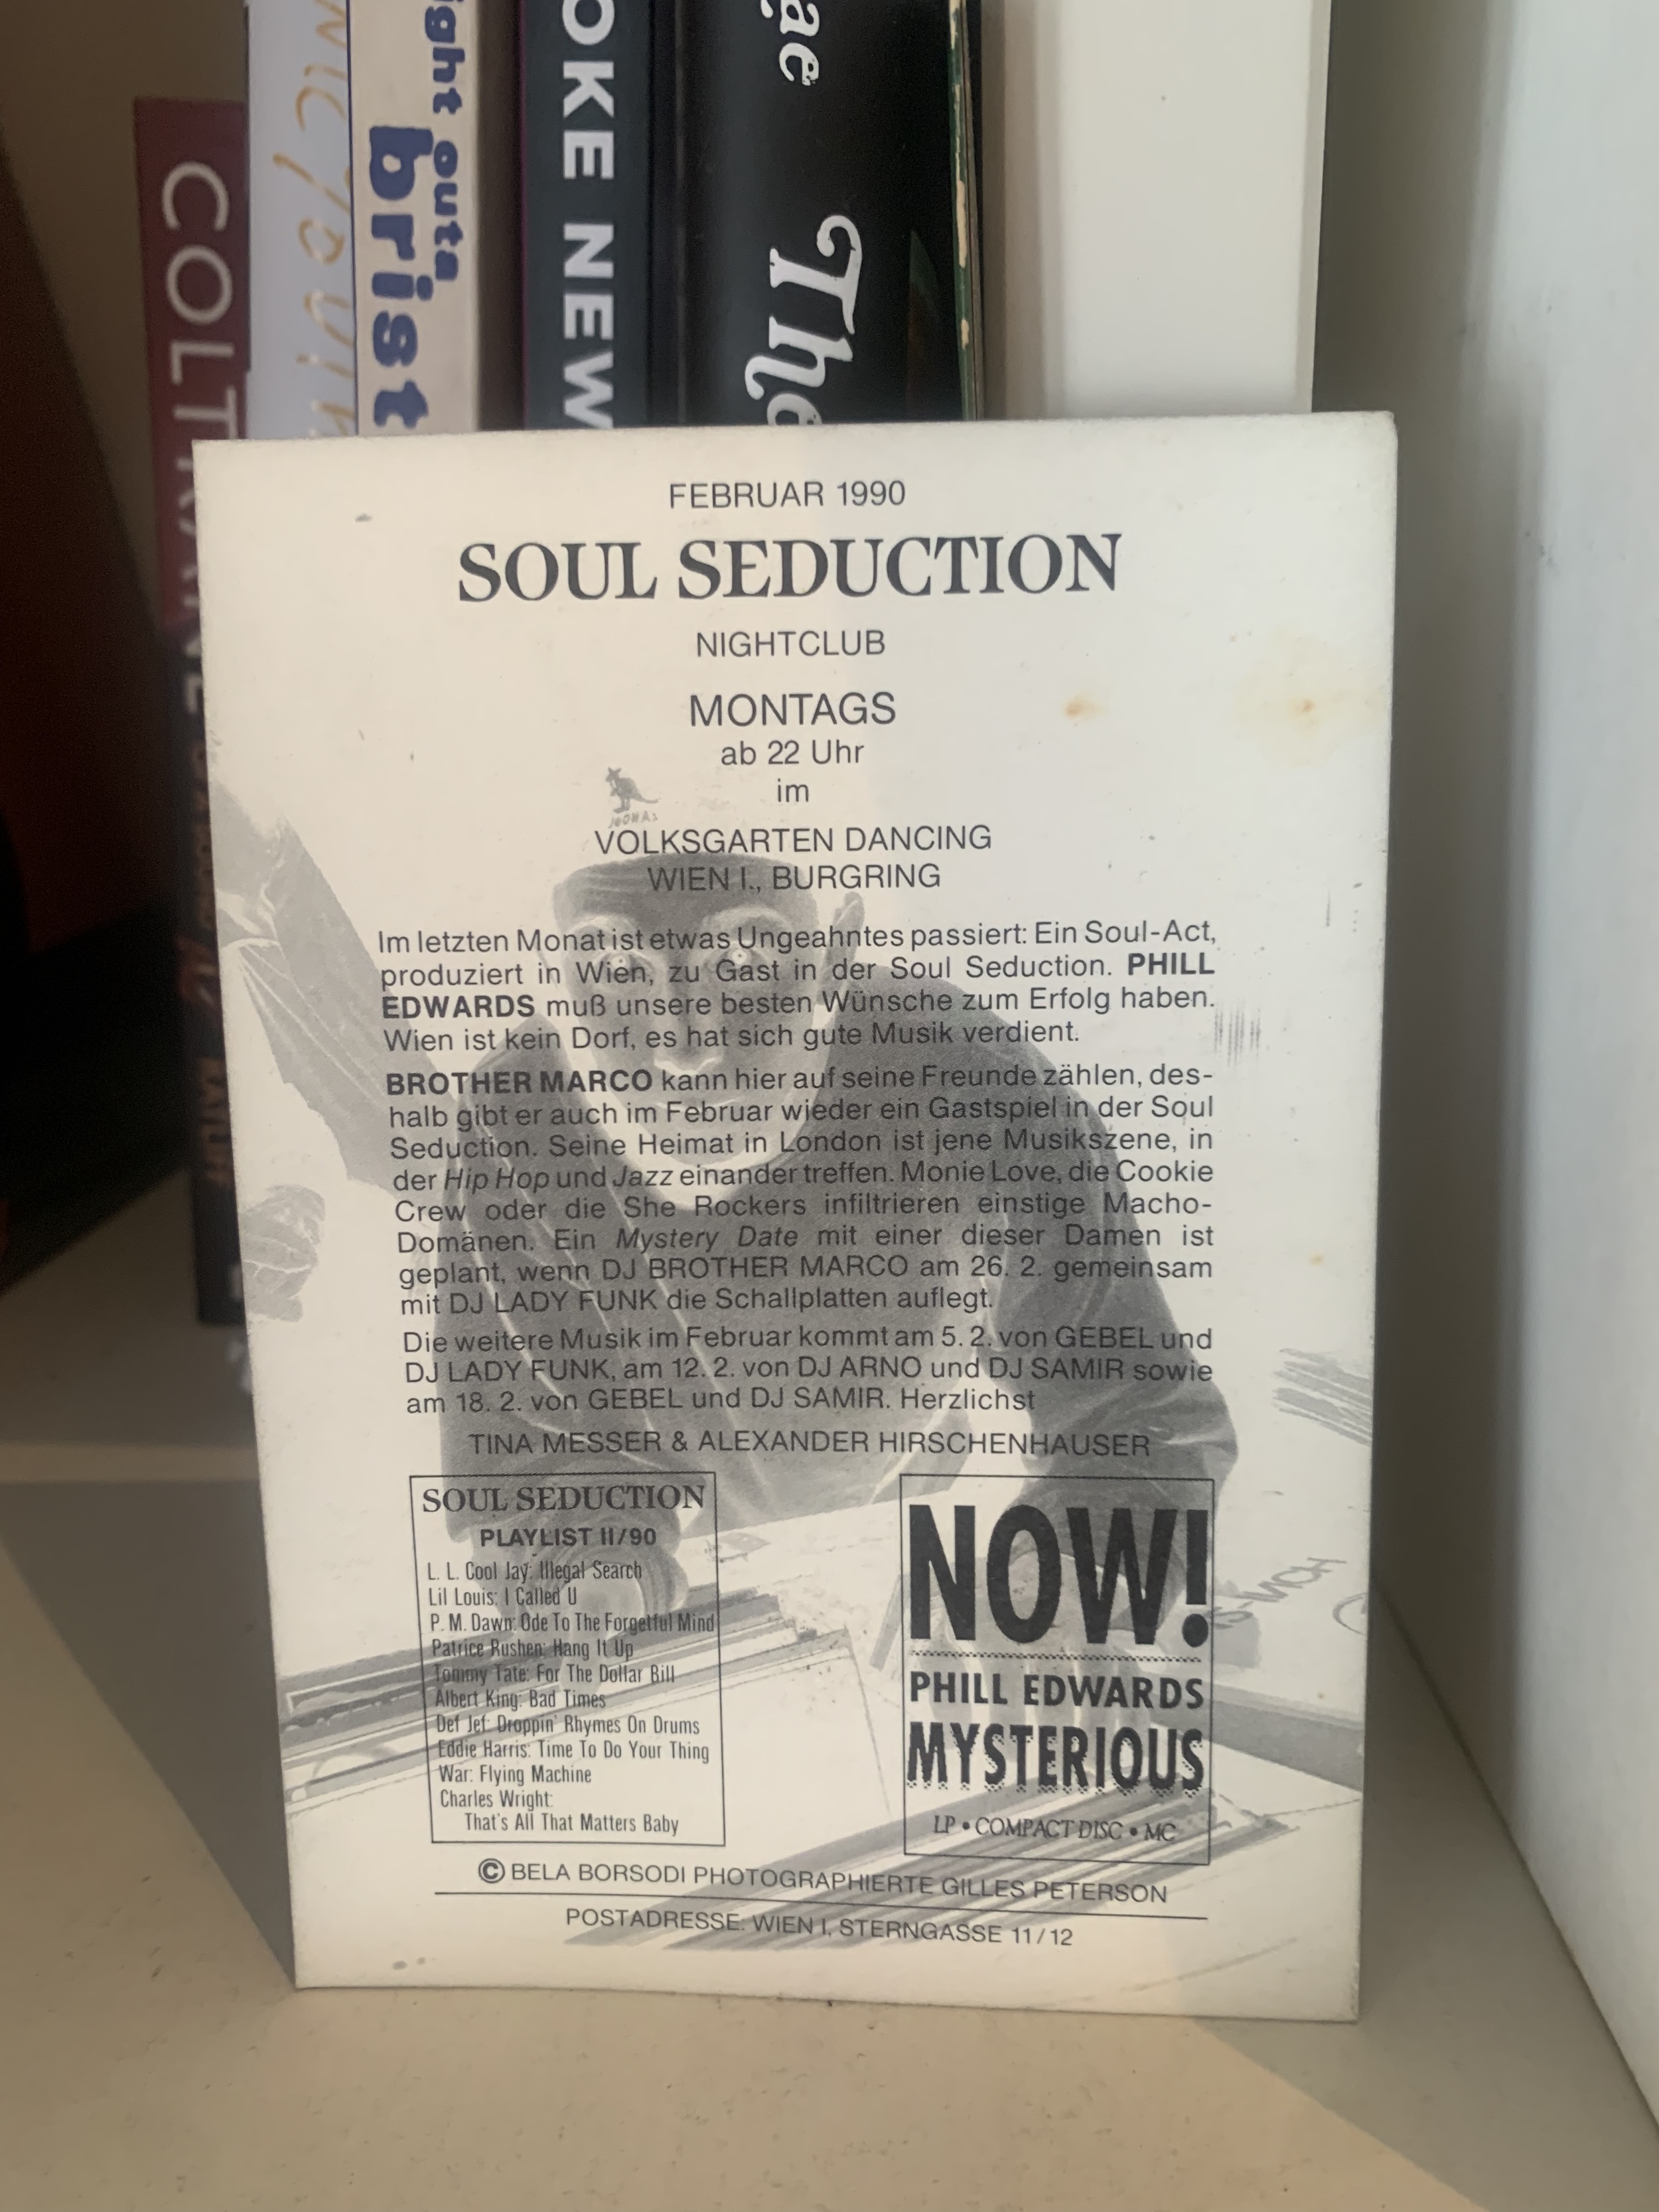 COLTRANE
ight outa
brist
OKE NEW
The
FEBRUAR 1990
SOUL SEDUCTION
NIGHTCLUB
MONTAGS
ab 22 Uhr
im
VOLKSGARTEN DANCING
WIEN I., BURGRING
Im letzten Monat ist etwas Ungeahntes passiert: Ein Soul-Act,
produziert in Wien, zu Gast in der Soul Seduction. PHILL
EDWARDS muß unsere besten Wünsche zum Erfolg haben.
Wien ist kein Dorf, es hat sich gute Musik verdient.
BROTHER MARCO kann hier auf seine Freunde zählen, des-
halb gibt er auch im Februar wieder ein Gastspiel in der Soul
Seduction. Seine Heimat in London ist jene Musikszene, in
der Hip Hop und Jazz einander treffen. Monie Love, die Cookie
Crew oder die She Rockers infiltrieren einstige Macho-
Domänen. Ein Mystery Date mit einer dieser Damen ist
geplant, wenn DJ BROTHER MARCO am 26. 2. gemeinsam
mit DJ LADY FUNK die Schallplatten auflegt.
Die weitere Musik im Februar kommt am 5. 2. von GEBEL und
DJ LADY FUNK, am 12. 2. von DJ ARNO und DJ SAMIR sowie
am 18. 2. von GEBEL und DJ SAMIR. Herzlichst
TINA MESSER & ALEXANDER HIRSCHENHAUSER
SOUL SEDUCTION
PLAYLIST II/90
L. L. Cool Jay: Illegal Search
Lil Louis: I Called U
P. M. Dawn: Ode To The Forgetful Mind
Patrice Rushen: Hang It Up
Tommy Tate: For The Dollar Bill
Albert King: Bad Times
Def Jef: Droppin' Rhymes On Drums
Eddie Harris: Time To Do Your Thing
War: Flying Machine
Charles Wright:
That's All That Matters Baby
NOW!
PHILL EDWARDS
MYSTERIOUS
LP • COMPACT DISC • MC
© BELA BORSODI PHOTOGRAPHIERTE GILLES PETERSON
POSTADRESSE: WIEN I, STERNGASSE 11/12